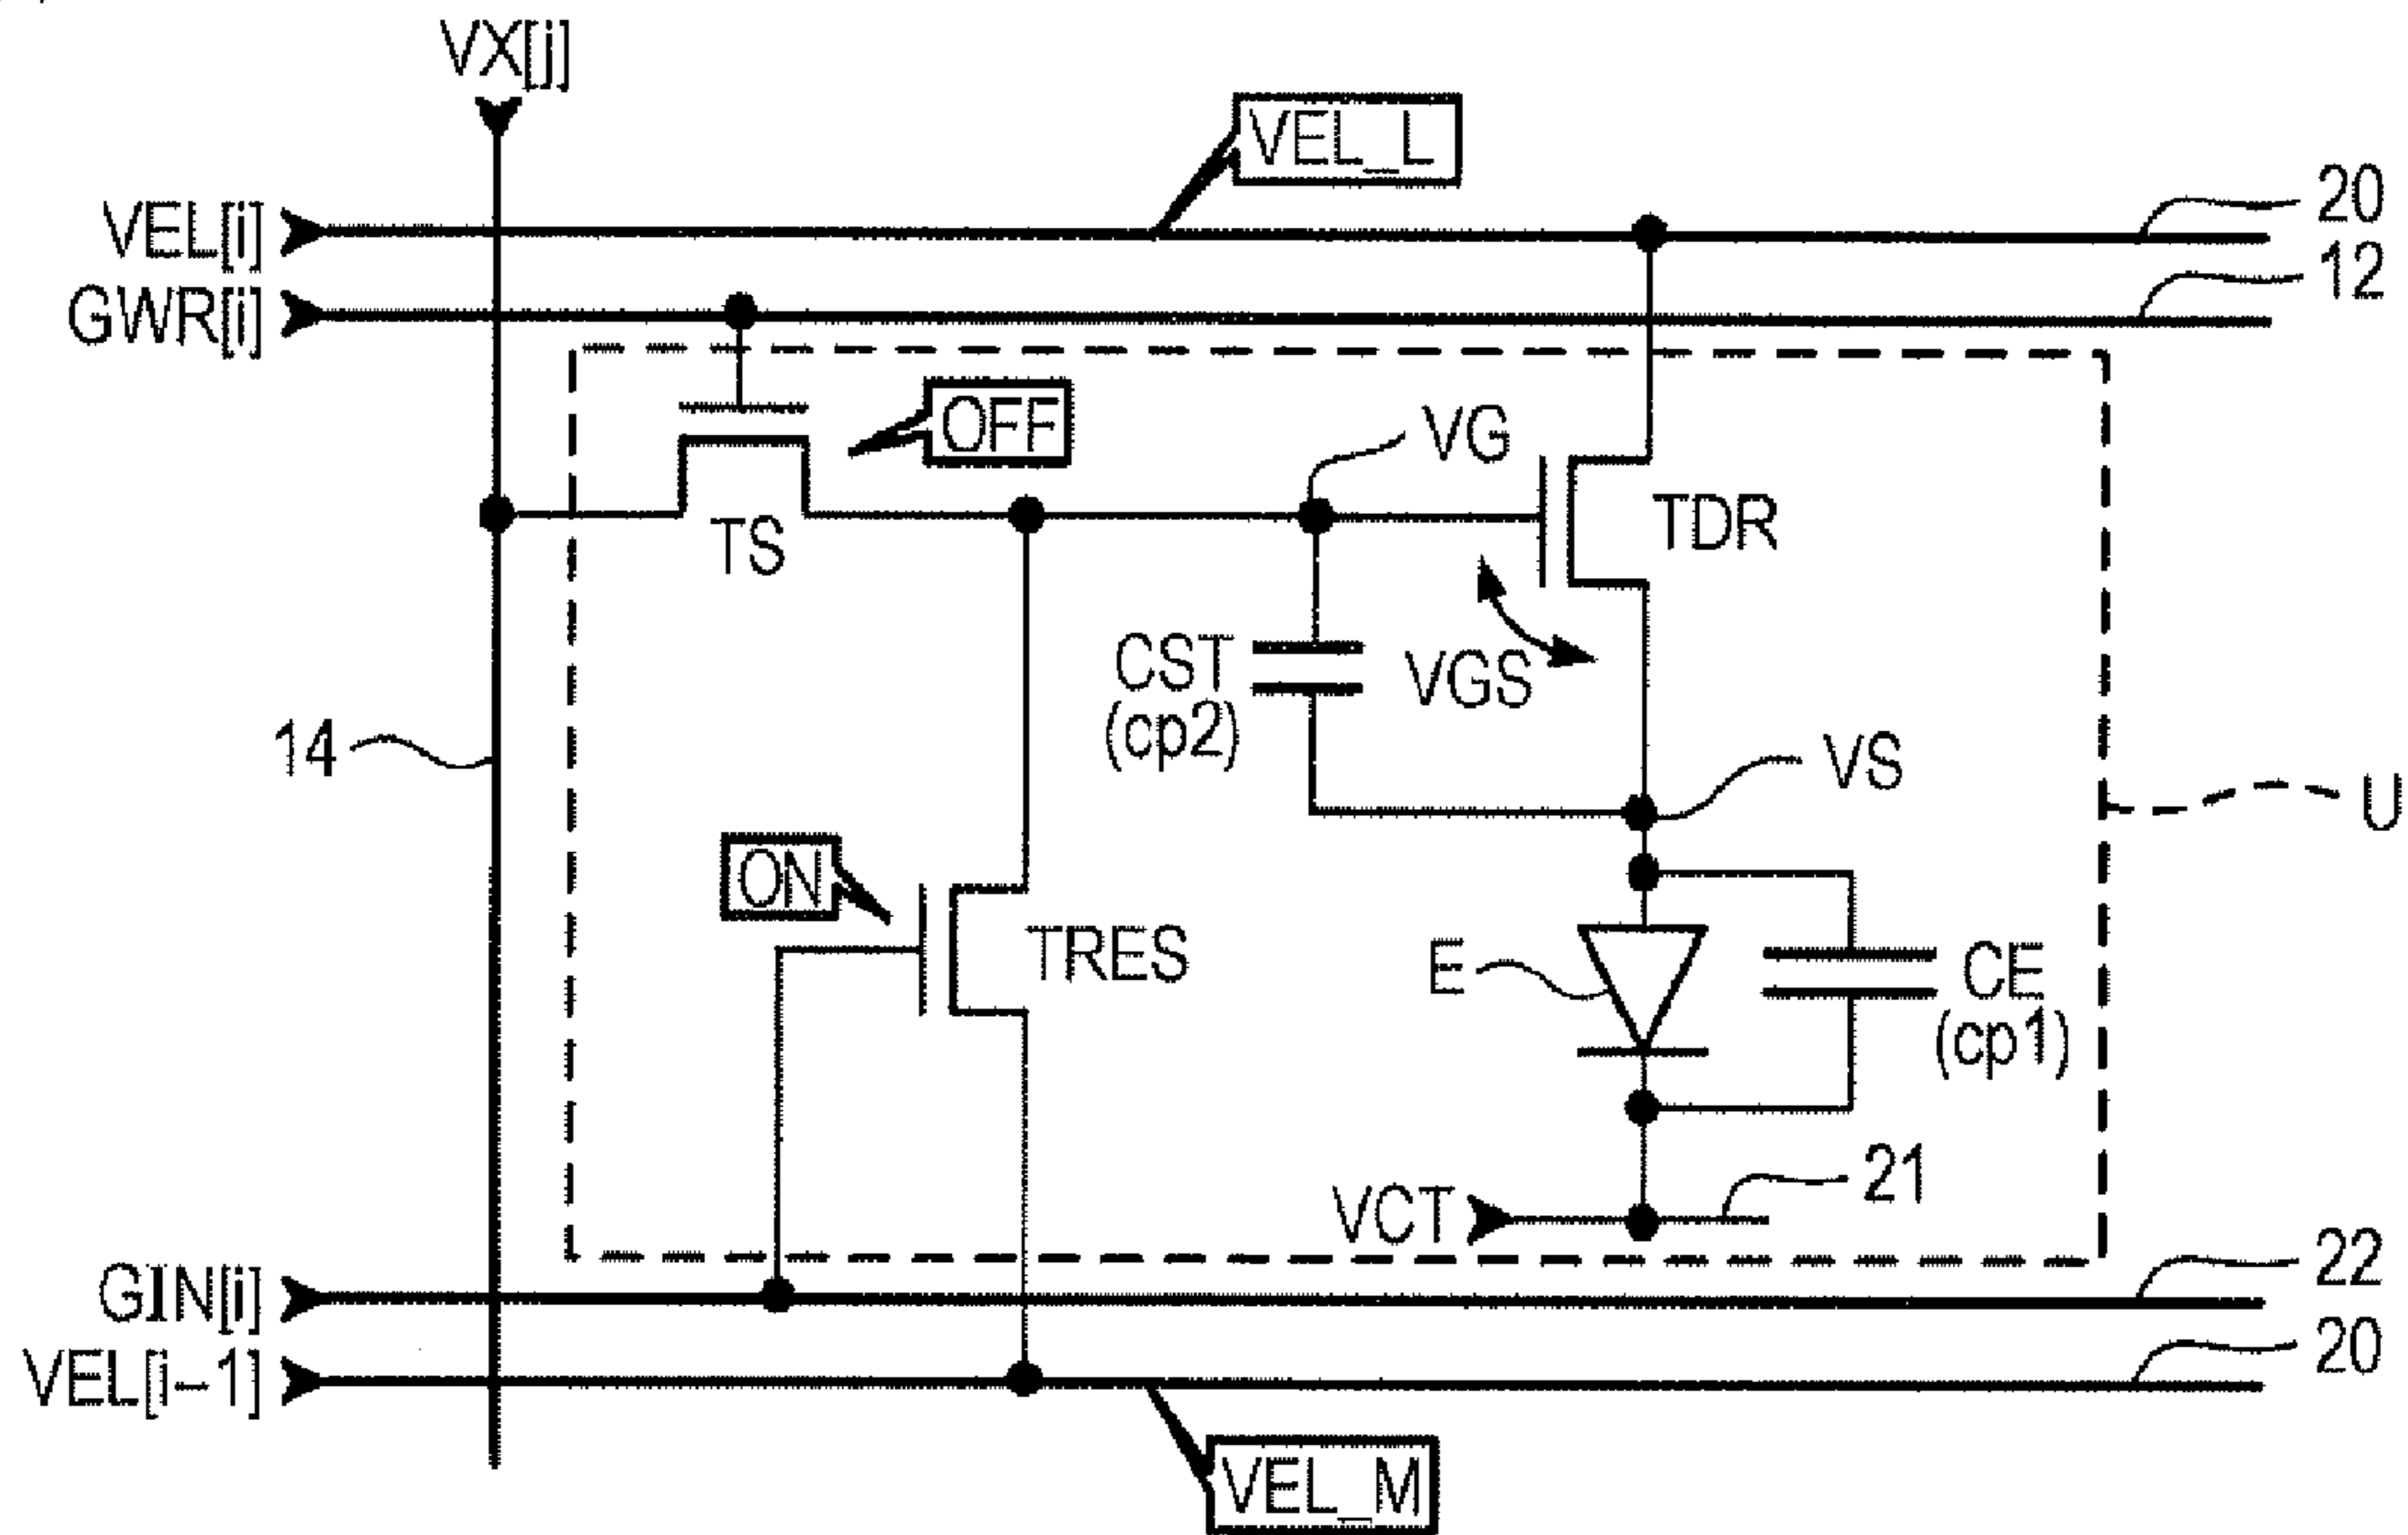 VX[j]
VEL_L
VEL[i]
20
GWR[i]
12
OFF
VG
TS
TDR
CST
(cp2)
VGS
14
VS
U
ON
TRES
E
CE
(cp1)
VCT
21
GIN[i]
22
VEL[i-1]
20
VEL_M